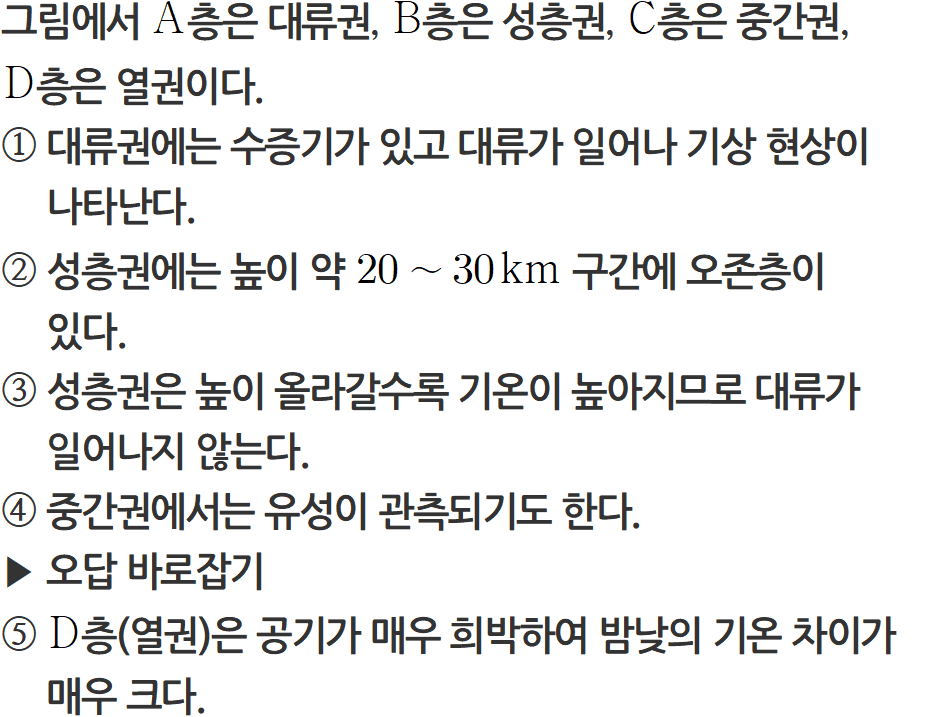 그림에서 A층은 대류권, B층은 성층권, C층은 중간권,
D층은 열권이다.
① 대류권에는 수증기가 있고 대류가 일어나 기상 현상이
나타난다.
② 성층권에는 높이 약 20 ~ 30 km 구간에 오존층이
있다.
③ 성층권은 높이 올라갈수록 기온이 높아지므로 대류가
일어나지 않는다.
④ 중간권에서는 유성이 관측되기도 한다.
▶ 오답 바로잡기
⑤ D층(열권)은 공기가 매우 희박하여 밤낮의 기온 차이가
매우 크다.